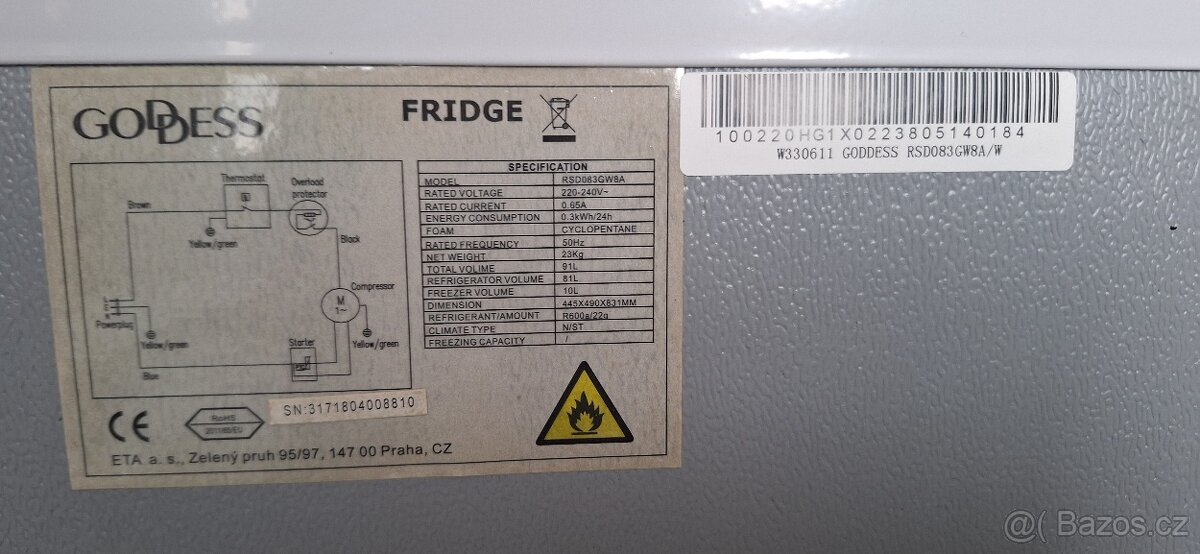 GODDESS
FRIDGE
Thermostat
Overload
protector
Brown
Yellow/green
Black
Compressor
M
1~
Powerplug
Yellow/green
Starter
Yellow/green
Blue
SPECIFICATION
MODEL RSD083GW8A
RATED VOLTAGE 220-240V~
RATED CURRENT 0.65A
ENERGY CONSUMPTION 0.3kWh/24h
FOAM CYCLOPENTANE
RATED FREQUENCY 50Hz
NET WEIGHT 23Kg
TOTAL VOLIME 91L
REFRIGERATOR VOLUME 81L
FREEZER VOLUME 10L
DIMENSION 445X490X831MM
REFRIGERANT/AMOUNT R600a/22g
CLIMATE TYPE N/ST
FREEZING CAPACITY /
CE
RoHS
2011/65/EU
SN:3171804008810
ETA a. s., Zelený pruh 95/97, 147 00 Praha, CZ
100220HG1X0223805140184
W330611 GODDESS RSD083GW8A/W
@( Bazos.cz